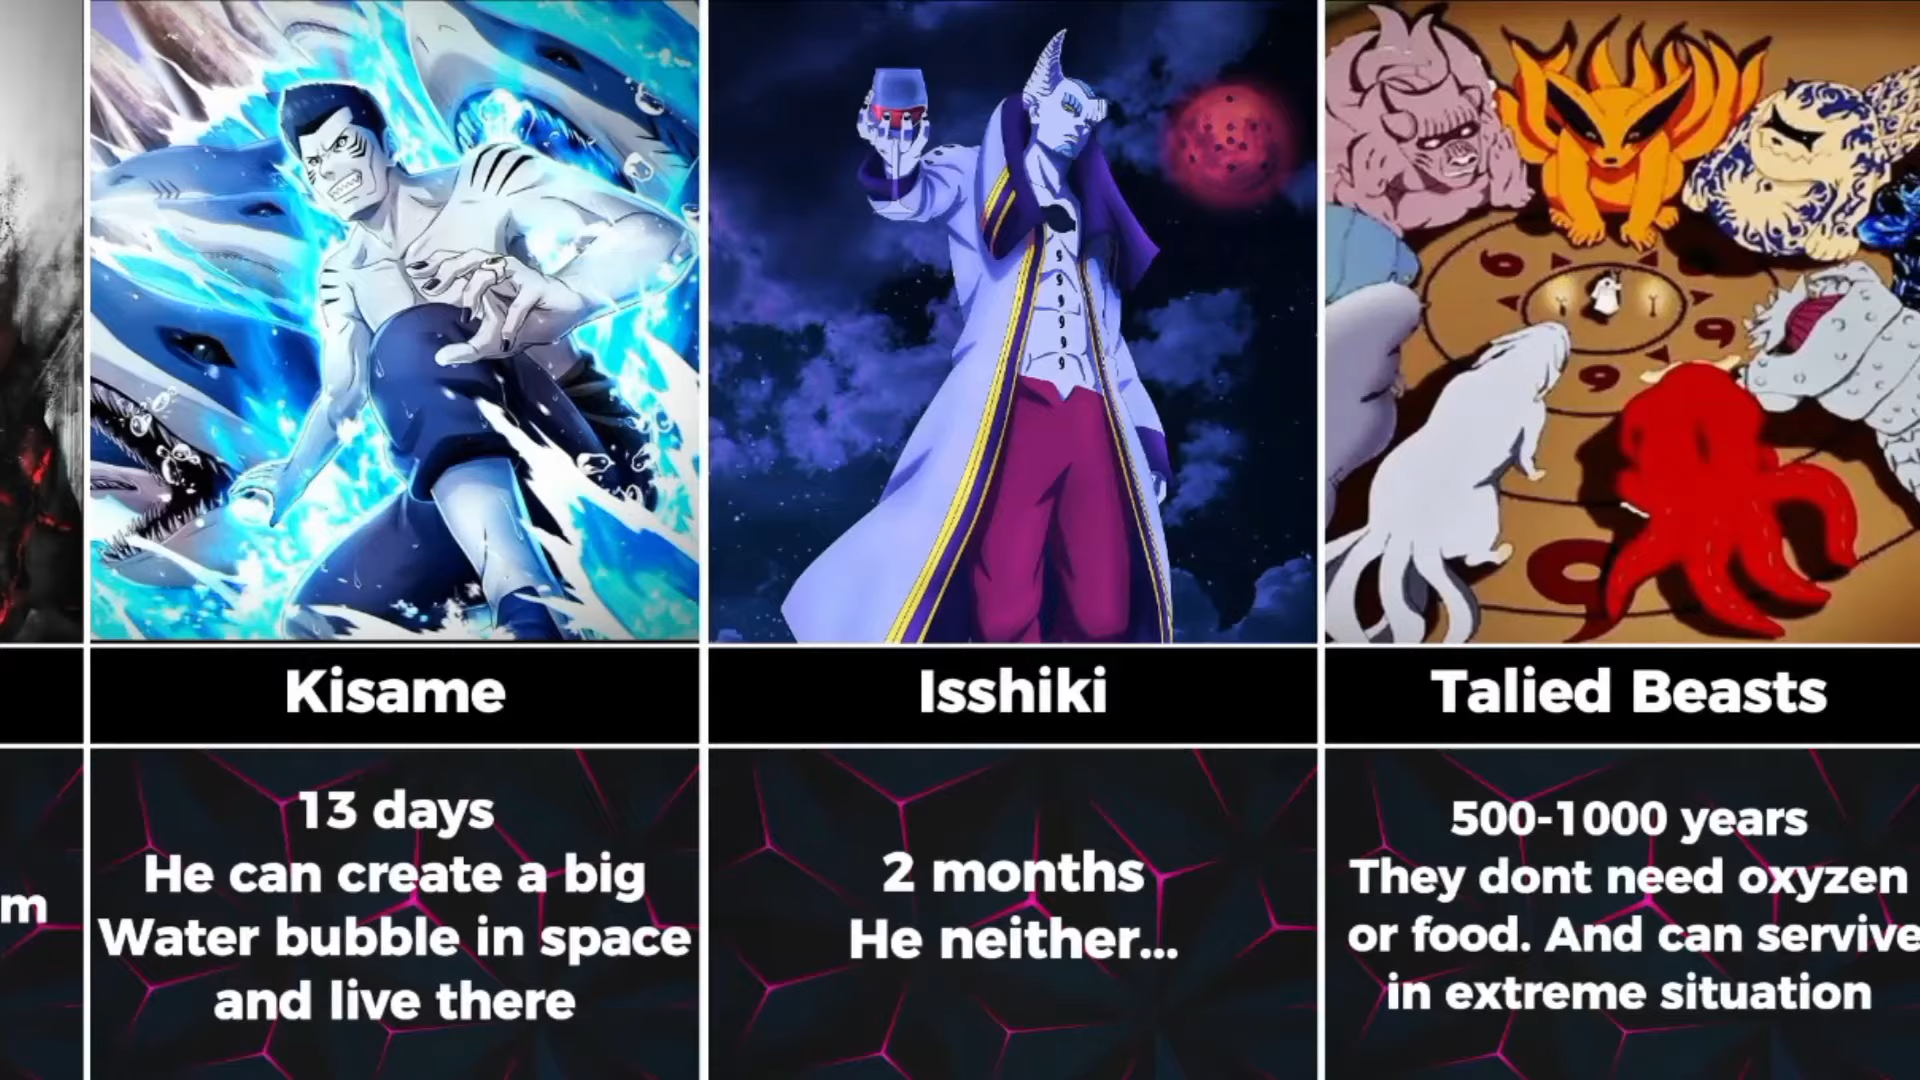 m
Kisame
13 days
He can create a big
Water bubble in space
and live there
Isshiki
2 months
He neither...
Talied Beasts
500-1000 years
They dont need oxyzen
or food. And can servive
in extreme situation